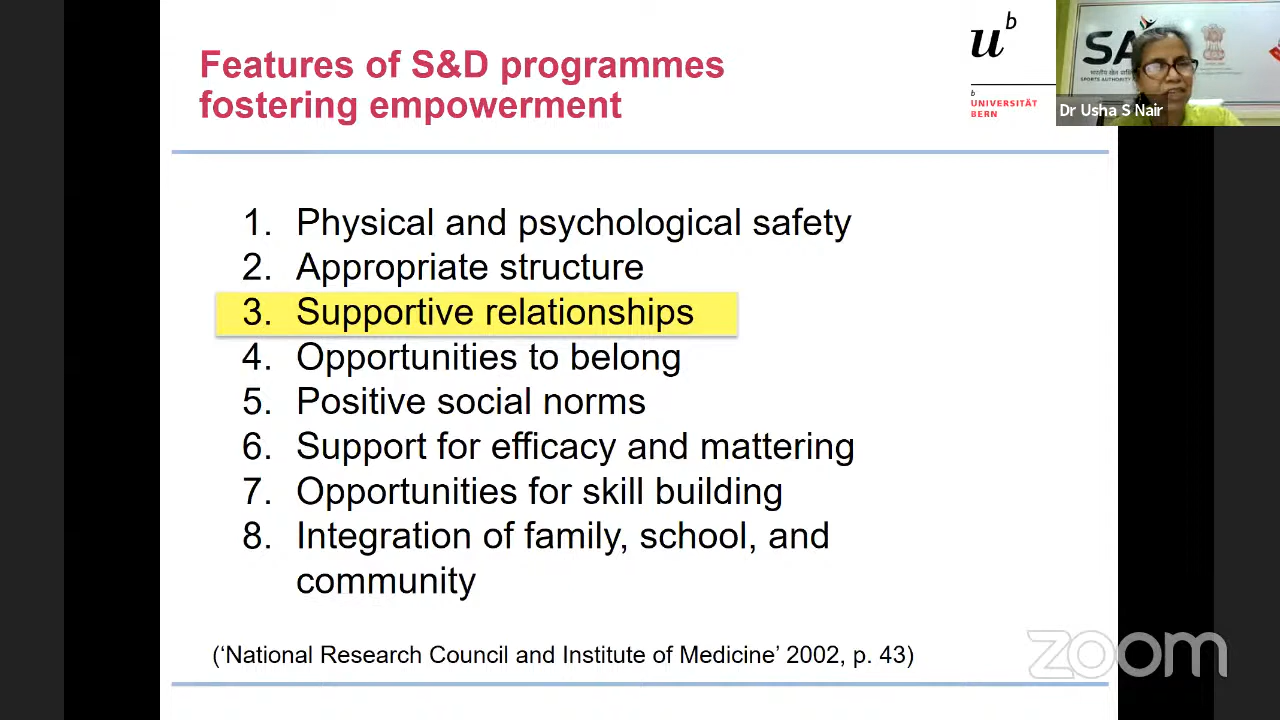 Features of S&D programmes
fostering empowerment
u
b
b
UNIVERSITÄT
BERN
SA
SPORTS AUTHORITY
Dr Usha S Nair
1. Physical and psychological safety
2. Appropriate structure
3. Supportive relationships
4. Opportunities to belong
5. Positive social norms
6. Support for efficacy and mattering
7. Opportunities for skill building
8. Integration of family, school, and
community
(‘National Research Council and Institute of Medicine’ 2002, p. 43)
zoom